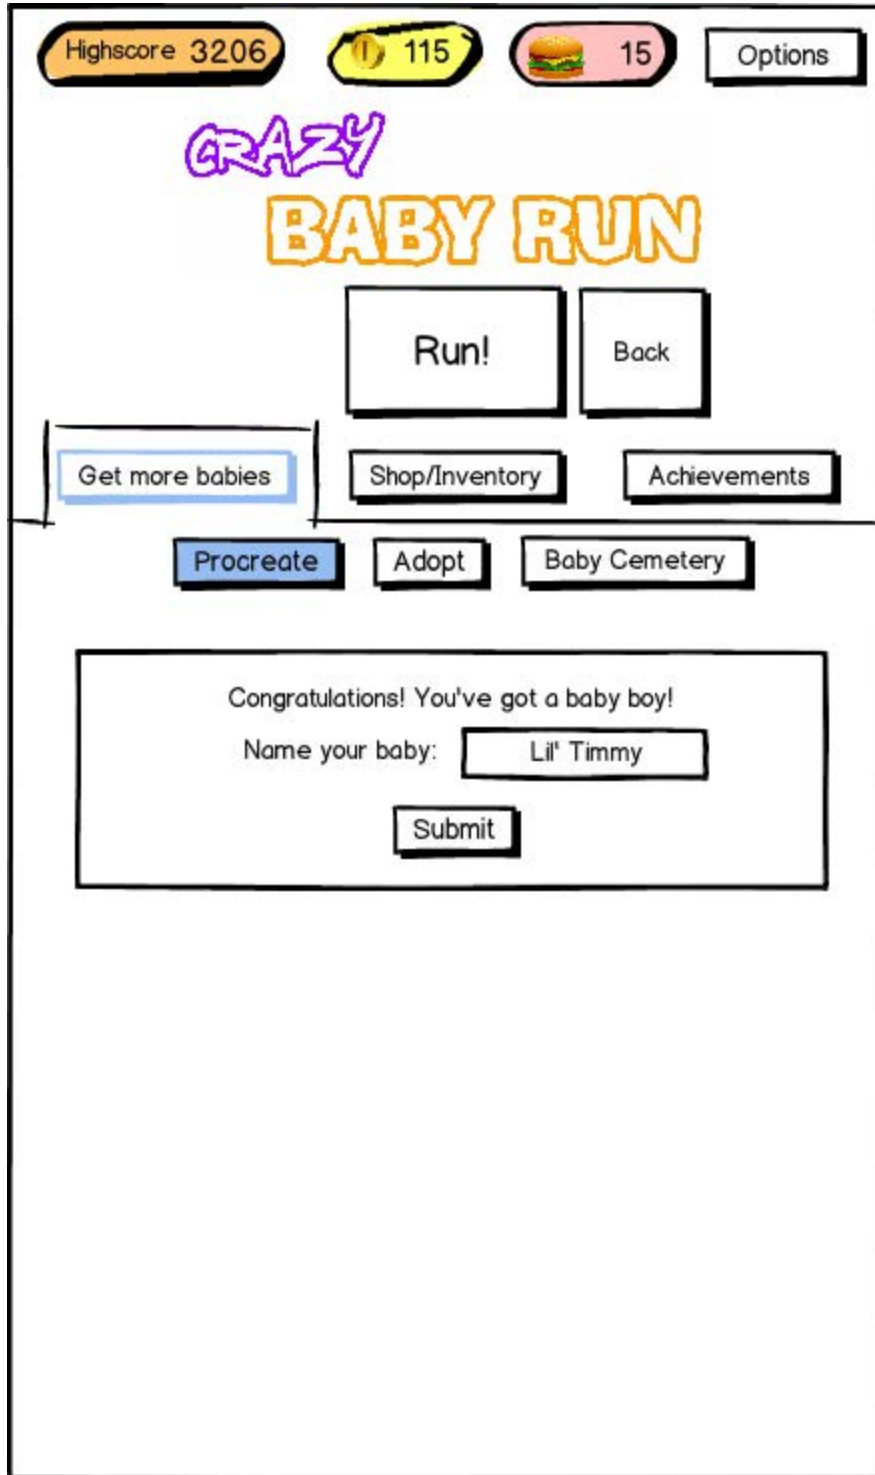 Highscore 3206 115 15 Options
CRAZY
BABY RUN
Run! Back
Get more babies Shop/Inventory Achievements
Procreate Adopt Baby Cemetery
Congratulations! You've got a baby boy!
Name your baby: Lil' Timmy
Submit